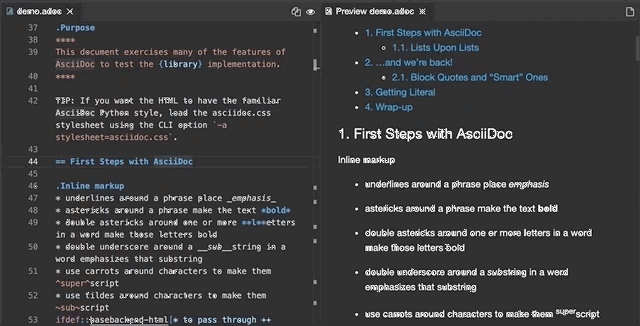 demo.adoc
37 .Purpose
38 ****
39 This document exercises many of the features of
AsciiDoc to test the {library} implementation.
40 ****
41
42 TIP: If you want the HTML to have the familiar
AsciiDoc Python style, load the asciidoc.css
stylesheet using the CLI option `-a
stylesheet=asciidoc.css`.
43
44 == First Steps with AsciiDoc
45
46 .Inline markup
47 * underlines around a phrase place _emphasis_
48 * astericks around a phrase make the text *bold*
49 * double astericks around one or more **l**etters
in a word make those letters bold
50 * double underscore around a __sub__string in a
word emphasizes that substring
51 * use carrots around characters to make them
^super^script
52 * use tildes around characters to make them
~sub~script
53 ifdef::basebackend-html[* to pass through ++
Preview demo.adoc
1. First Steps with AsciiDoc
1.1. Lists Upon Lists
2. …and we're back!
2.1. Block Quotes and “Smart” Ones
3. Getting Literal
4. Wrap-up
1. First Steps with AsciiDoc
Inline markup
• underlines around a phrase place emphasis
• astericks around a phrase make the text bold
• double astericks around one or more letters in a word
make those letters bold
• double underscore around a substring in a word
emphasizes that substring
• use carrots around characters to make them superscript